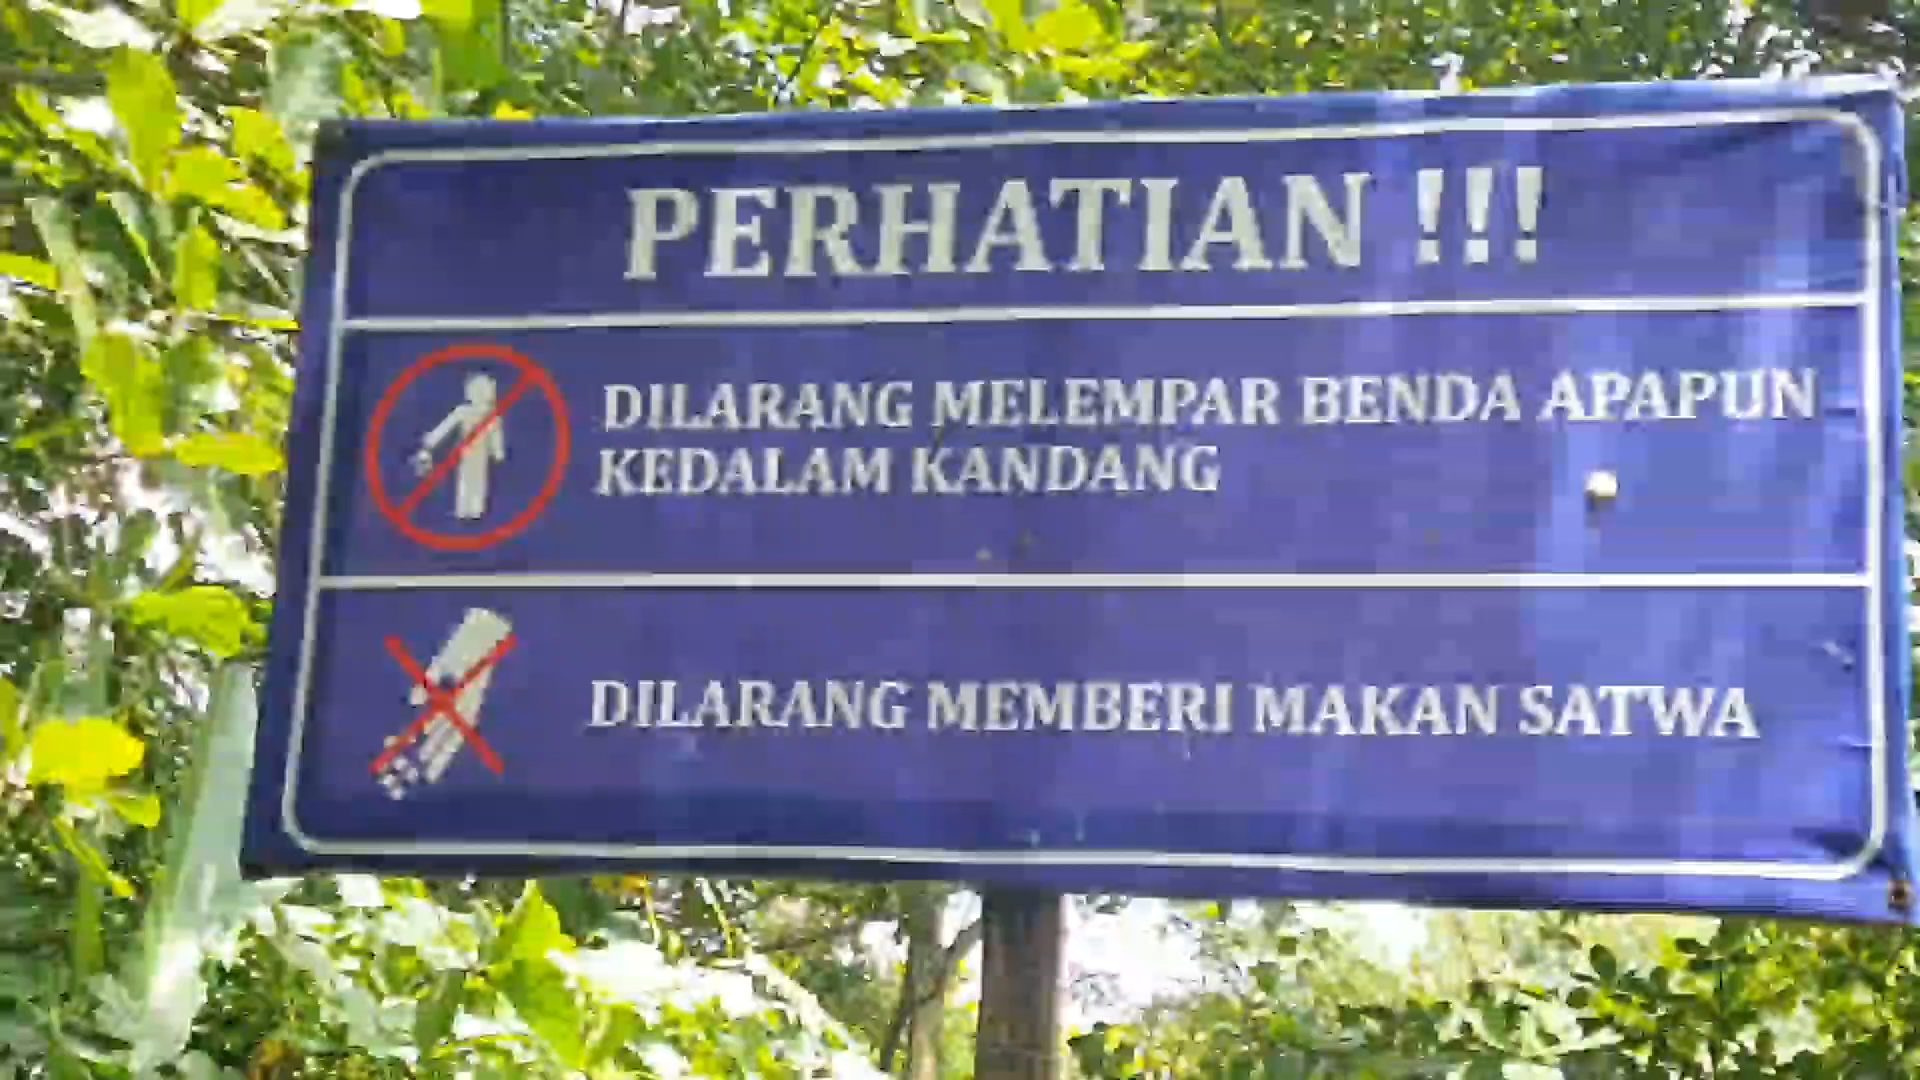 PERHATIAN !!!
DILARANG MELEMPAR BENDA APAPUN
KEDALAM KANDANG
DILARANG MEMBERI MAKAN SATWA